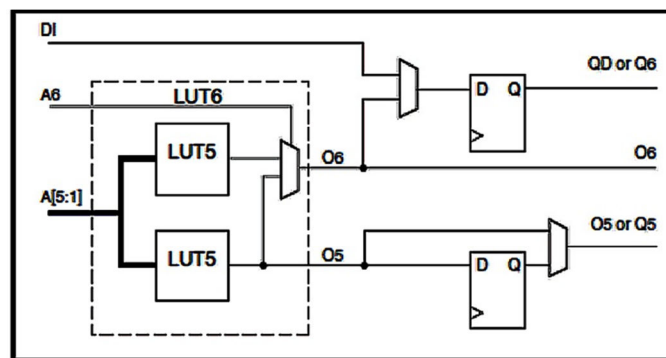 DI
QD or Q6
D Q
A6
LUT6
LUT5
O6
O6
A[5:1]
O5 or Q5
LUT5
O5
D Q